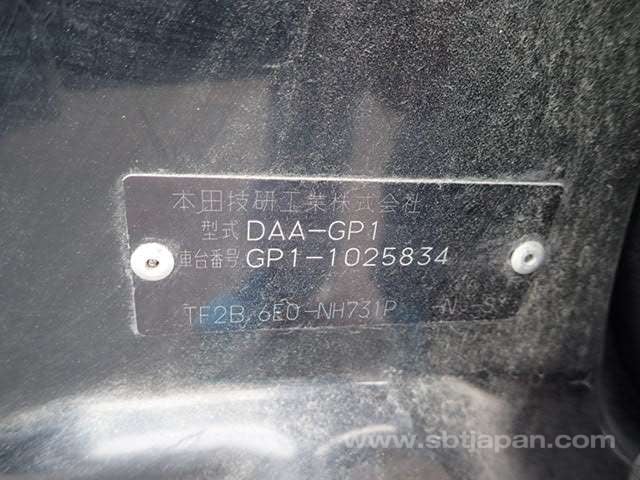 本田技研工業株式会社
型式 DAA-GP1
車台番号 GP1-1025834
TF2B 6E0-NH731P -N--S
www.sbtjapan.com